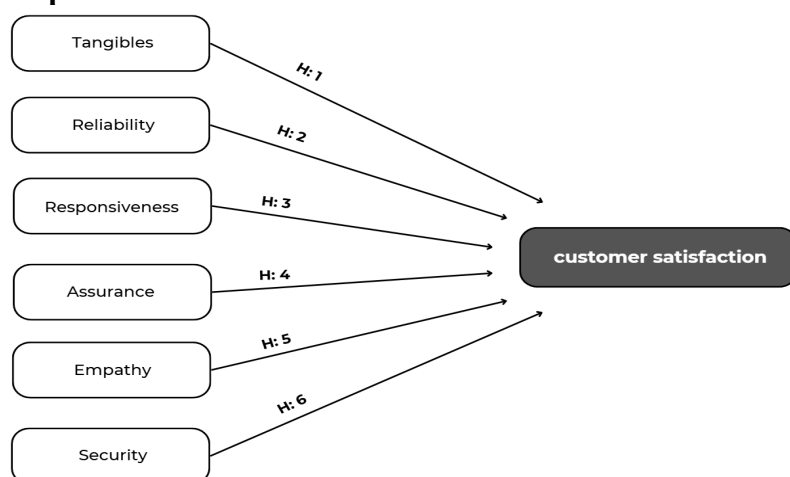 Tangibles
H: 1
Reliability
H: 2
Responsiveness
H: 3
customer satisfaction
Assurance
H: 4
Empathy
H: 5
Security
H: 6